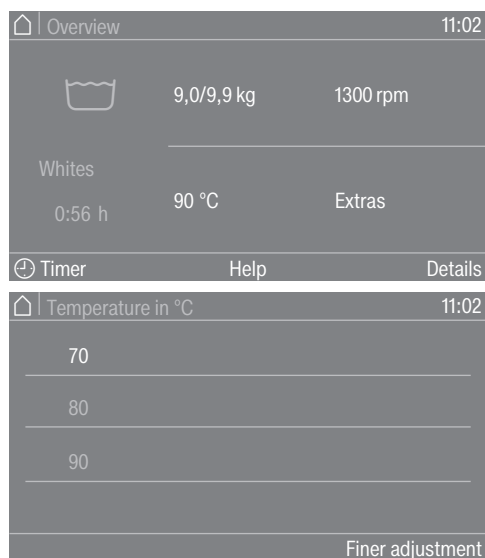 Overview 11:02
9,0/9,9 kg 1300 rpm
Whites
90 °C Extras
0:56 h
Timer Help Details
Temperature in °C 11:02
70
80
90
Finer adjustment